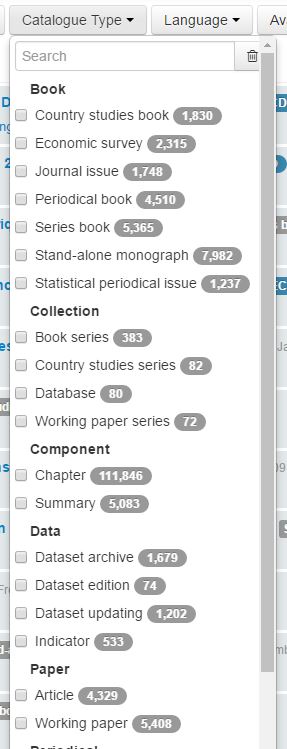 Catalogue Type
Language
Av
Search
Book
Country studies book 1,830
Economic survey 2,315
Journal issue 1,748
Periodical book 4,510
Series book 5,365
Stand-alone monograph 7,982
Statistical periodical issue 1,237
Collection
Book series 383
Country studies series 82
Database 80
Working paper series 72
Component
Chapter 111,846
Summary 5,083
Data
Dataset archive 1,679
Dataset edition 74
Dataset updating 1,202
Indicator 533
Paper
Article 4,329
Working paper 5,408